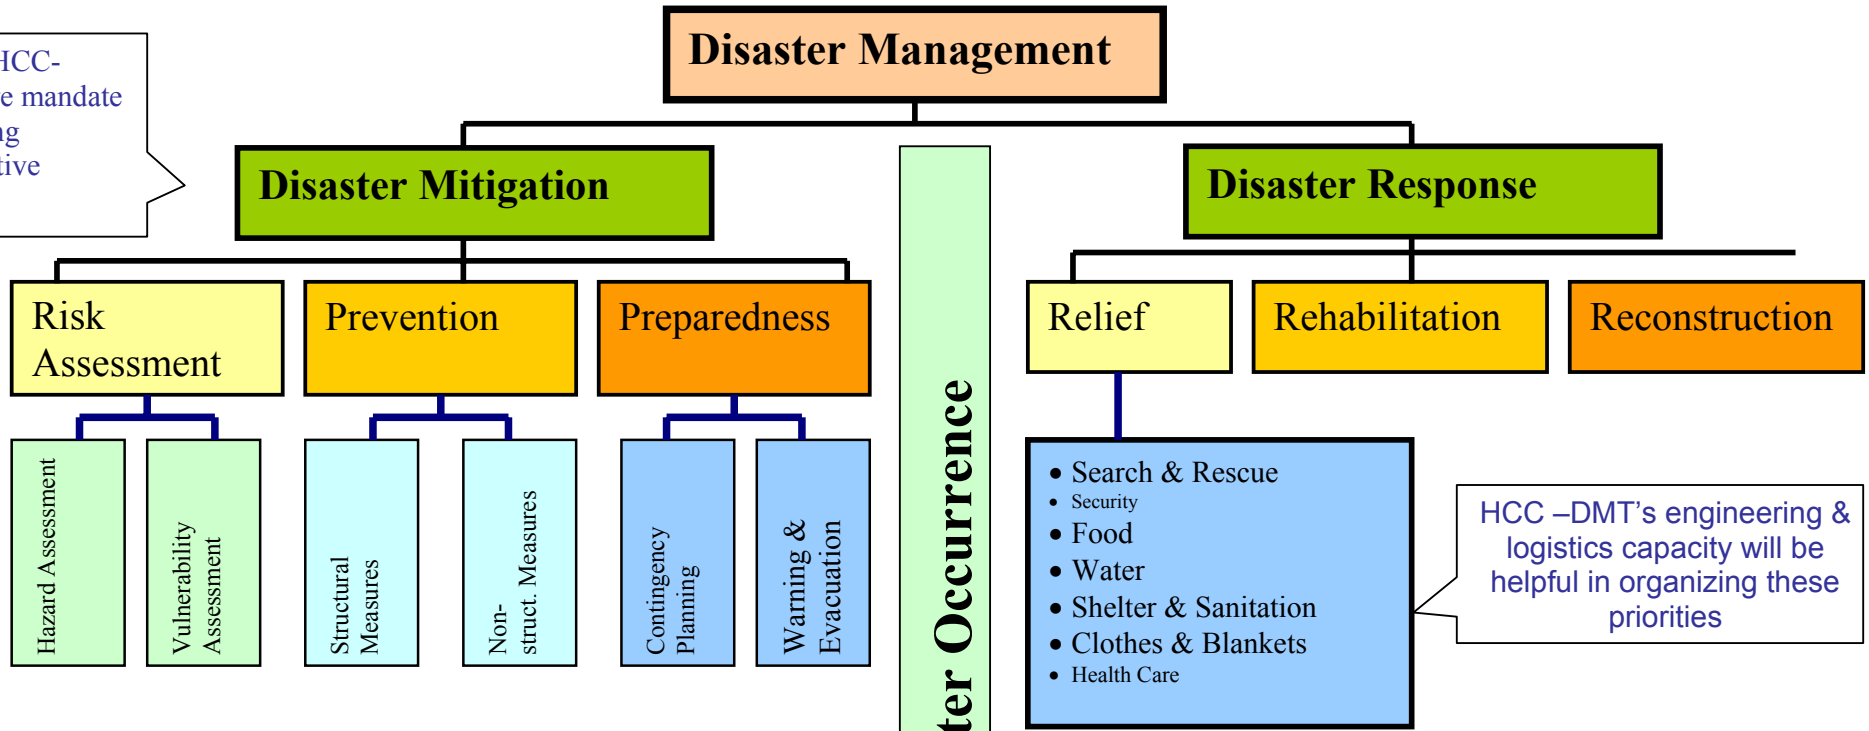 Disaster Management
HCC-
re mandate
ng
tive
Disaster Mitigation
Disaster Response
Risk
Assessment
Prevention
Preparedness
Relief
Rehabilitation
Reconstruction
Hazard Assessment
Vulnerability
Assessment
Structural
Measures
Non-
struct. Measures
Contingency
Planning
Warning &
Evacuation
ter Occurrence
• Search & Rescue
• Security
• Food
• Water
• Shelter & Sanitation
• Clothes & Blankets
• Health Care
HCC –DMT’s engineering &
logistics capacity will be
helpful in organizing these
priorities